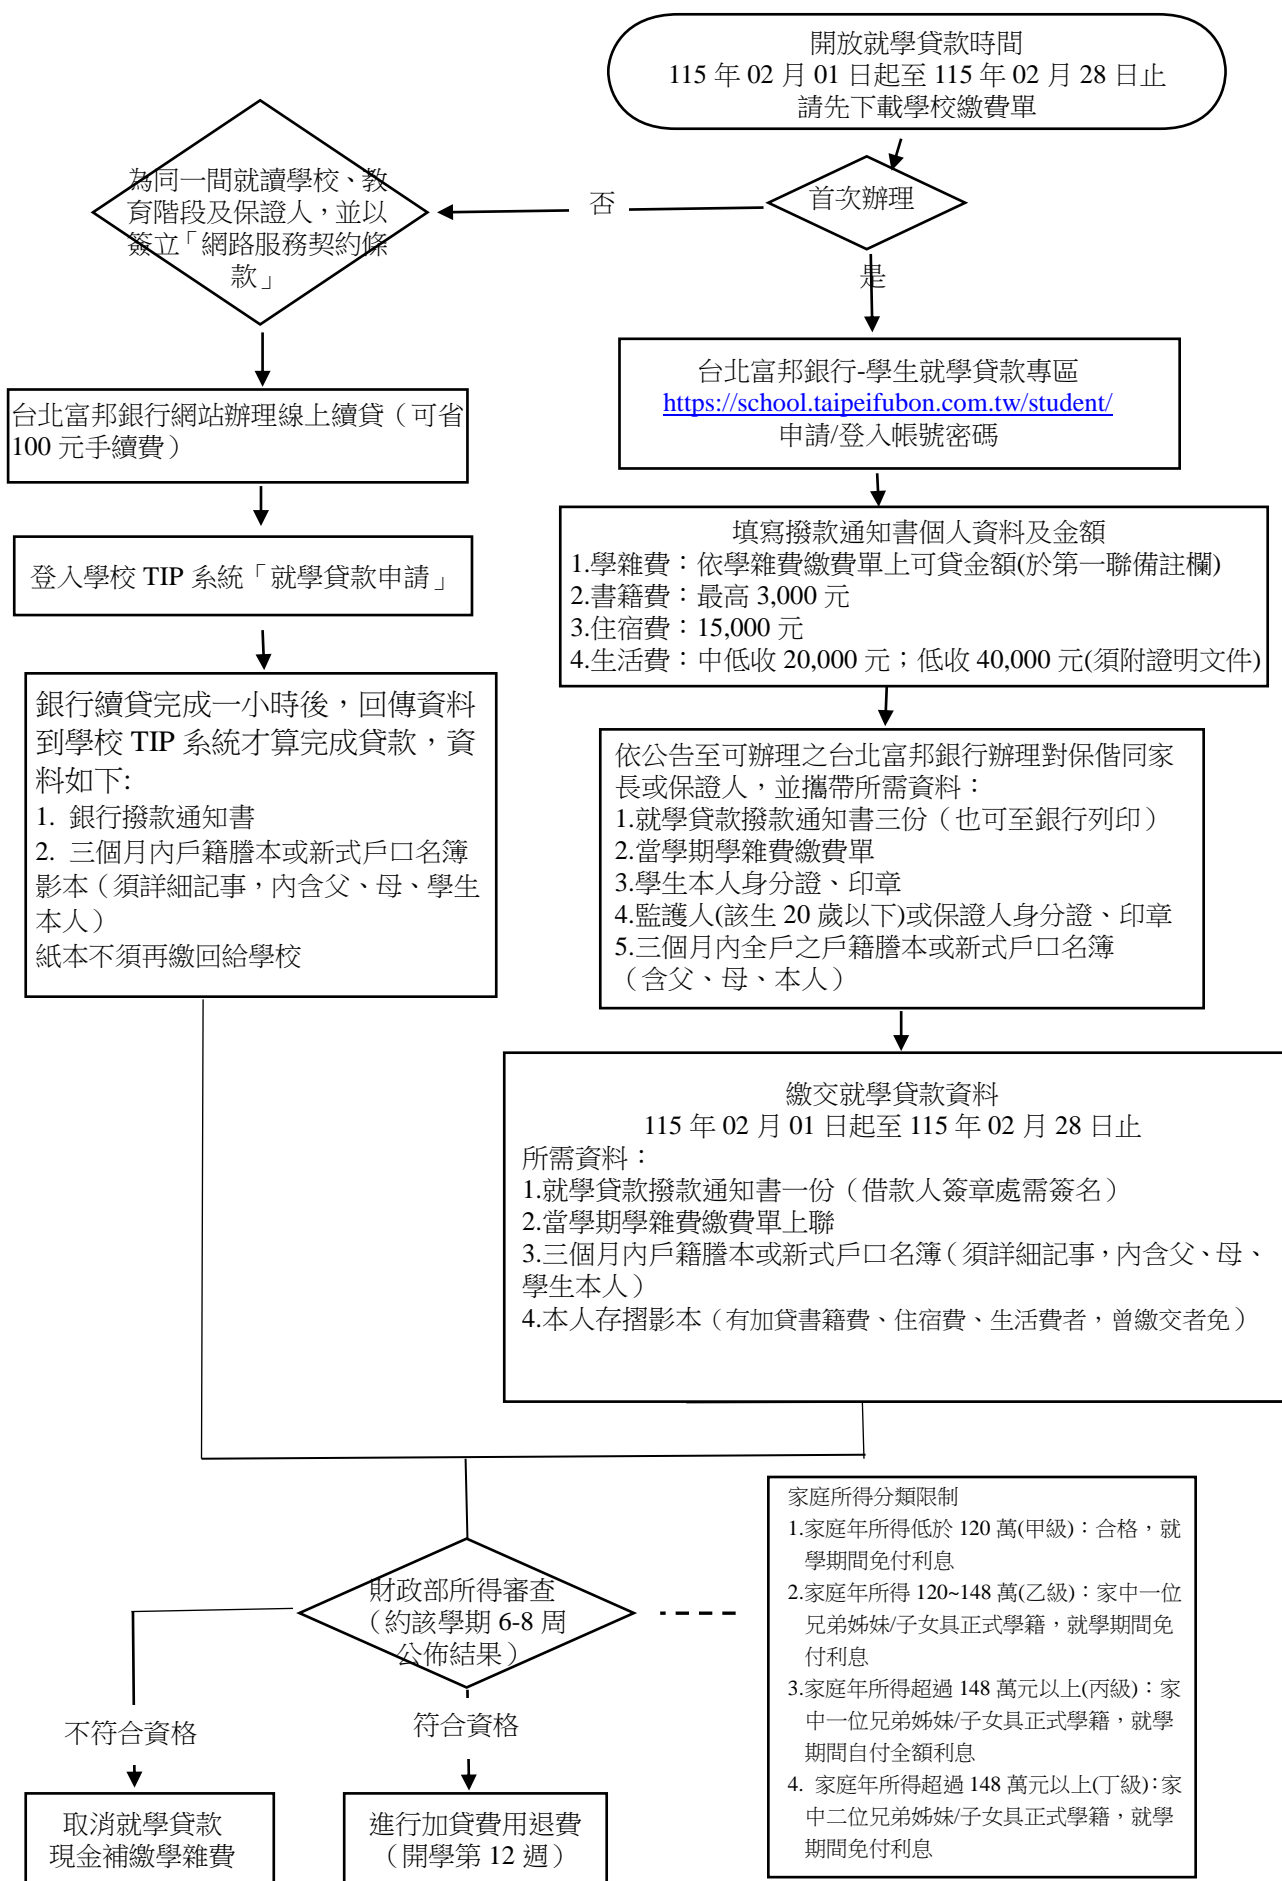 開放就學貸款時間
115 年 02 月 01 日起至 115 年 02 月 28 日止
請先下載學校繳費單
首次辦理
否
是
為同一間就讀學校、教
育階段及保證人，並以
簽立「網路服務契約條
款」
台北富邦銀行網站辦理線上續貸（可省
100 元手續費）
登入學校 TIP 系統「就學貸款申請」
銀行續貸完成一小時後，回傳資料
到學校 TIP 系統才算完成貸款，資
料如下:
1. 銀行撥款通知書
2. 三個月內戶籍謄本或新式戶口名簿
影本（須詳細記事，內含父、母、學生
本人）
紙本不須再繳回給學校
台北富邦銀行-學生就學貸款專區
https://school.taipeifubon.com.tw/student/
申請/登入帳號密碼
填寫撥款通知書個人資料及金額
1.學雜費：依學雜費繳費單上可貸金額(於第一聯備註欄)
2.書籍費：最高 3,000 元
3.住宿費：15,000 元
4.生活費：中低收 20,000 元；低收 40,000 元(須附證明文件)
依公告至可辦理之台北富邦銀行辦理對保偕同家
長或保證人，並攜帶所需資料：
1.就學貸款撥款通知書三份（也可至銀行列印）
2.當學期學雜費繳費單
3.學生本人身分證、印章
4.監護人(該生 20 歲以下)或保證人身分證、印章
5.三個月內全戶之戶籍謄本或新式戶口名簿
（含父、母、本人）
繳交就學貸款資料
115 年 02 月 01 日起至 115 年 02 月 28 日止
所需資料：
1.就學貸款撥款通知書一份（借款人簽章處需簽名）
2.當學期學雜費繳費單上聯
3.三個月內戶籍謄本或新式戶口名簿（須詳細記事，內含父、母、
學生本人）
4.本人存摺影本（有加貸書籍費、住宿費、生活費者，曾繳交者免）
財政部所得審查
（約該學期 6-8 周
公佈結果）
不符合資格
符合資格
取消就學貸款
現金補繳學雜費
進行加貸費用退費
（開學第 12 週）
家庭所得分類限制
1.家庭年所得低於 120 萬(甲級)：合格，就
學期間免付利息
2.家庭年所得 120~148 萬(乙級)：家中一位
兄弟姊妹/子女具正式學籍，就學期間免
付利息
3.家庭年所得超過 148 萬元以上(丙級)：家
中一位兄弟姊妹/子女具正式學籍，就學
期間自付全額利息
4. 家庭年所得超過 148 萬元以上(丁級)：家
中二位兄弟姊妹/子女具正式學籍，就學
期間免付利息